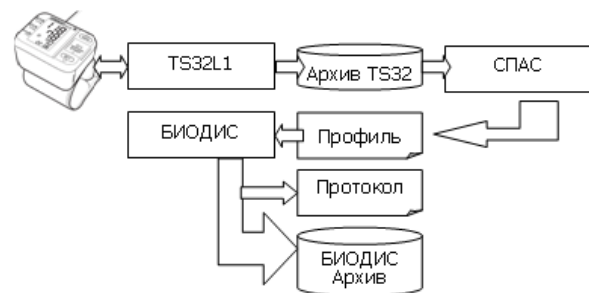 TS32L1
Архив TS32
СПАС
БИОДИС
Профиль
Протокол
БИОДИС
Архив